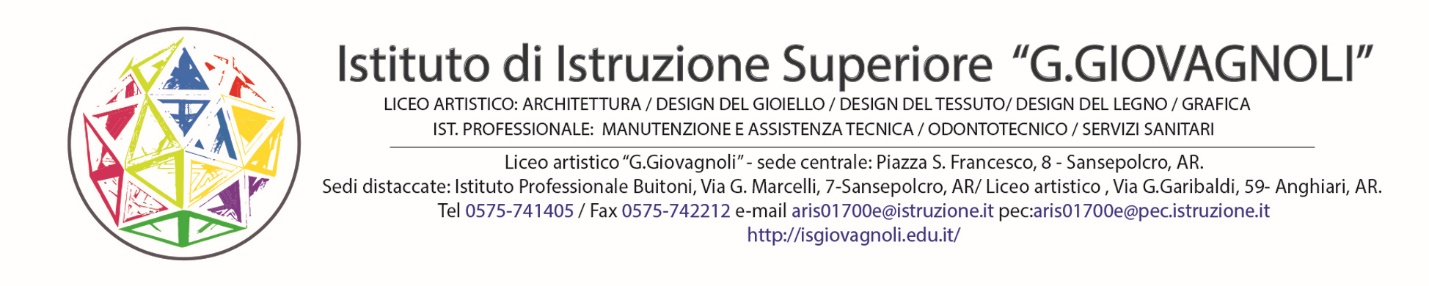 Istituto di Istruzione Superiore “G.GIOVAGNOLI”
LICEO ARTISTICO: ARCHITETTURA / DESIGN DEL GIOIELLO / DESIGN DEL TESSUTO/ DESIGN DEL LEGNO / GRAFICA
IST. PROFESSIONALE: MANUTENZIONE E ASSISTENZA TECNICA / ODONTOTECNICO / SERVIZI SANITARI
Liceo artistico “G.Giovagnoli” - sede centrale: Piazza S. Francesco, 8 - Sansepolcro, AR.
Sedi distaccate: Istituto Professionale Buitoni, Via G. Marcelli, 7-Sansepolcro, AR/ Liceo artistico , Via G.Garibaldi, 59- Anghiari, AR.
Tel 0575-741405 / Fax 0575-742212 e-mail aris01700e@istruzione.it pec:aris01700e@pec.istruzione.it
http://isgiovagnoli.edu.it/